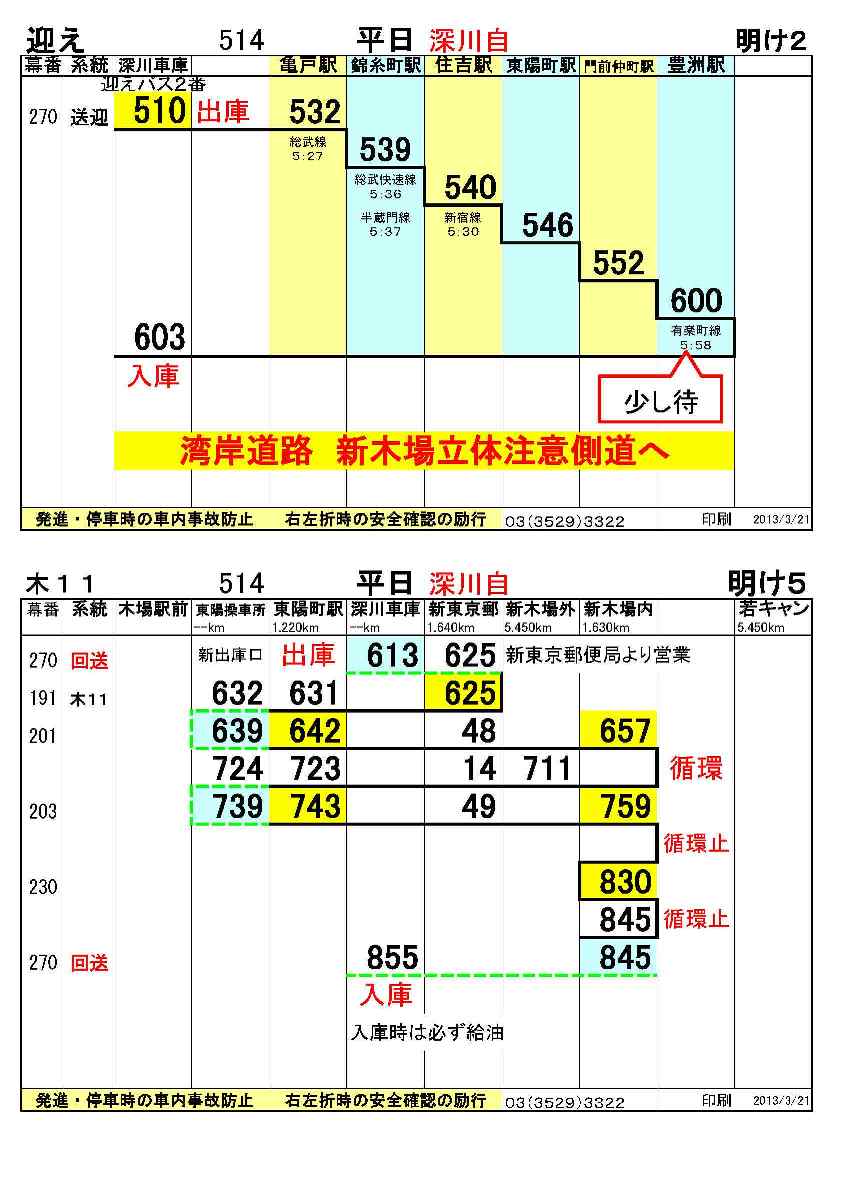 迎え 514 平日 深川自 明け2
幕番 系統 深川車庫 亀戸駅 錦糸町駅 住吉駅 東陽町駅 門前仲町駅 豊洲駅
迎えバス2番
270 送迎 510 出庫 532
総武線
5:27
539
総武快速線
5:36
540
半蔵門線 新宿線
5:37 5:30
546
552
600
有楽町線
5:58
603
入庫
少し待
湾岸道路 新木場立体注意側道へ
発進・停車時の車内事故防止 右左折時の安全確認の励行 03(3529)3322 印刷 2013/3/21
木11 514 平日 深川自 明け5
幕番 系統 木場駅前 東陽操車所 東陽町駅 深川車庫 新東京郵 新木場外 新木場内 若キャン
--km 1.220km --km 1.640km 5.450km 1.630km 5.450km
270 回送 新出庫口 出庫 613 625 新東京郵便局より営業
191 木11 632 631 625
201 639 642 48 657
724 723 14 711 循環
203 739 743 49 759
循環止
230 830
845 循環止
270 回送 855 845
入庫
入庫時は必ず給油
発進・停車時の車内事故防止 右左折時の安全確認の励行 03(3529)3322 印刷 2013/3/21